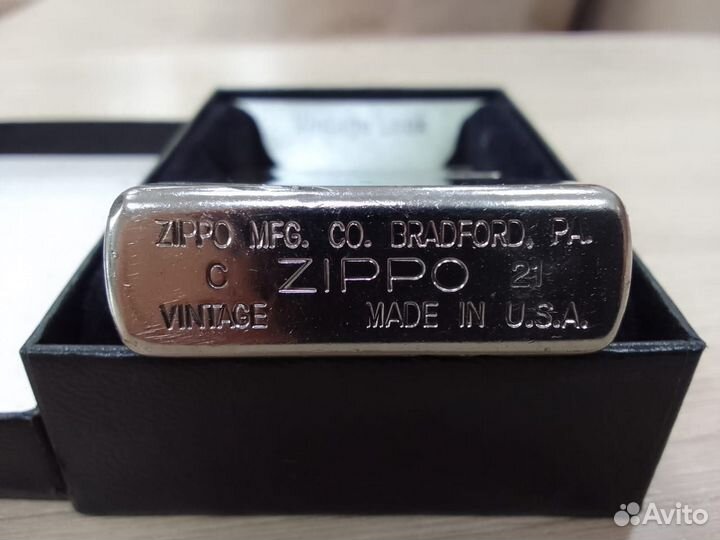 ZIPPO MFG. CO. BRADFORD, PA.
C ZIPPO 21
VINTAGE MADE IN U.S.A.
Avito